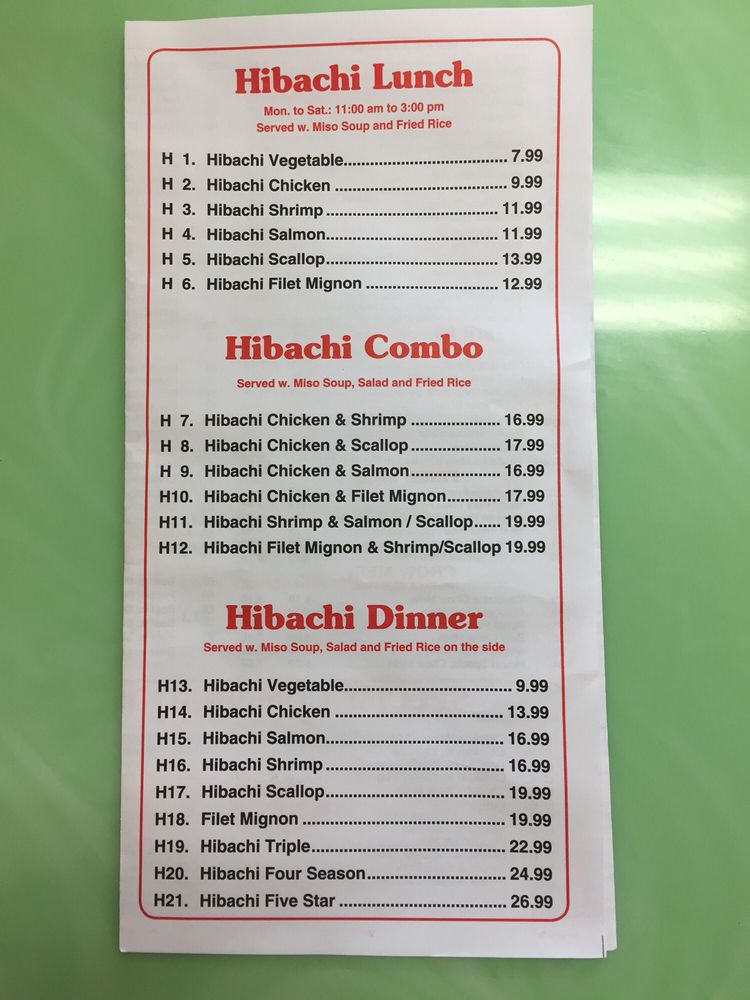 Hibachi Lunch
Mon. to Sat.: 11:00 am to 3:00 pm
Served w. Miso Soup and Fried Rice
H 1. Hibachi Vegetable................................... 7.99
H 2. Hibachi Chicken ..................................... 9.99
H 3. Hibachi Shrimp ..................................... 11.99
H 4. Hibachi Salmon..................................... 11.99
H 5. Hibachi Scallop..................................... 13.99
H 6. Hibachi Filet Mignon ............................ 12.99
Hibachi Combo
Served w. Miso Soup, Salad and Fried Rice
H 7. Hibachi Chicken & Shrimp ..................... 16.99
H 8. Hibachi Chicken & Scallop..................... 17.99
H 9. Hibachi Chicken & Salmon..................... 16.99
H10. Hibachi Chicken & Filet Mignon............ 17.99
H11. Hibachi Shrimp & Salmon / Scallop...... 19.99
H12. Hibachi Filet Mignon & Shrimp/Scallop 19.99
Hibachi Dinner
Served w. Miso Soup, Salad and Fried Rice on the side
H13. Hibachi Vegetable.................................... 9.99
H14. Hibachi Chicken .................................... 13.99
H15. Hibachi Salmon...................................... 16.99
H16. Hibachi Shrimp ...................................... 16.99
H17. Hibachi Scallop...................................... 19.99
H18. Filet Mignon ........................................... 19.99
H19. Hibachi Triple......................................... 22.99
H20. Hibachi Four Season.............................. 24.99
H21. Hibachi Five Star .................................... 26.99